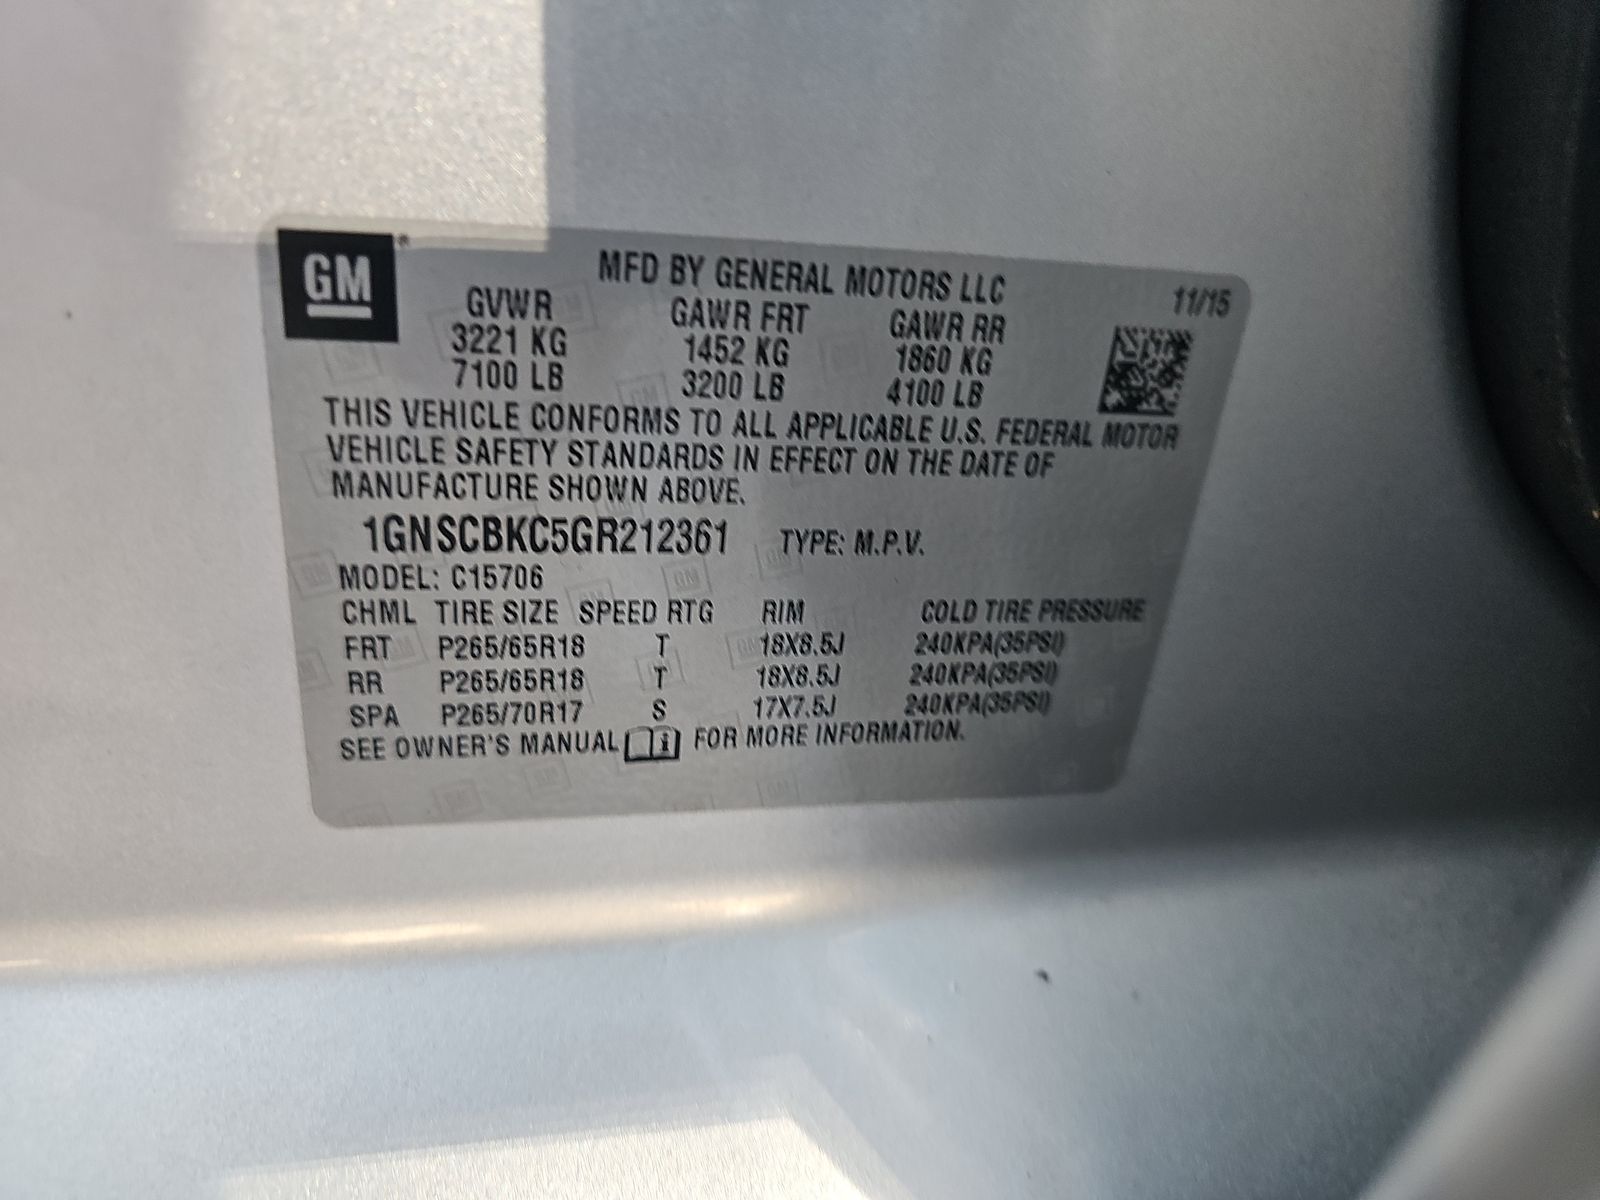 GM
MFD BY GENERAL MOTORS LLC
11/15
GVWR GAWR FRT GAWR RR
3221 KG 1452 KG 1860 KG
7100 LB 3200 LB 4100 LB
THIS VEHICLE CONFORMS TO ALL APPLICABLE U.S. FEDERAL MOTOR
VEHICLE SAFETY STANDARDS IN EFFECT ON THE DATE OF
MANUFACTURE SHOWN ABOVE.
1GNSCBKC5GR212361 TYPE: M.P.V.
MODEL: C15706
CHML TIRE SIZE SPEED RTG RIM COLD TIRE PRESSURE
FRT P265/65R18 T 18X8.5J 240KPA(35PSI)
RR P265/65R18 T 18X8.5J 240KPA(35PSI)
SPA P265/70R17 S 17X7.5J 240KPA(35PSI)
SEE OWNER'S MANUAL i FOR MORE INFORMATION.